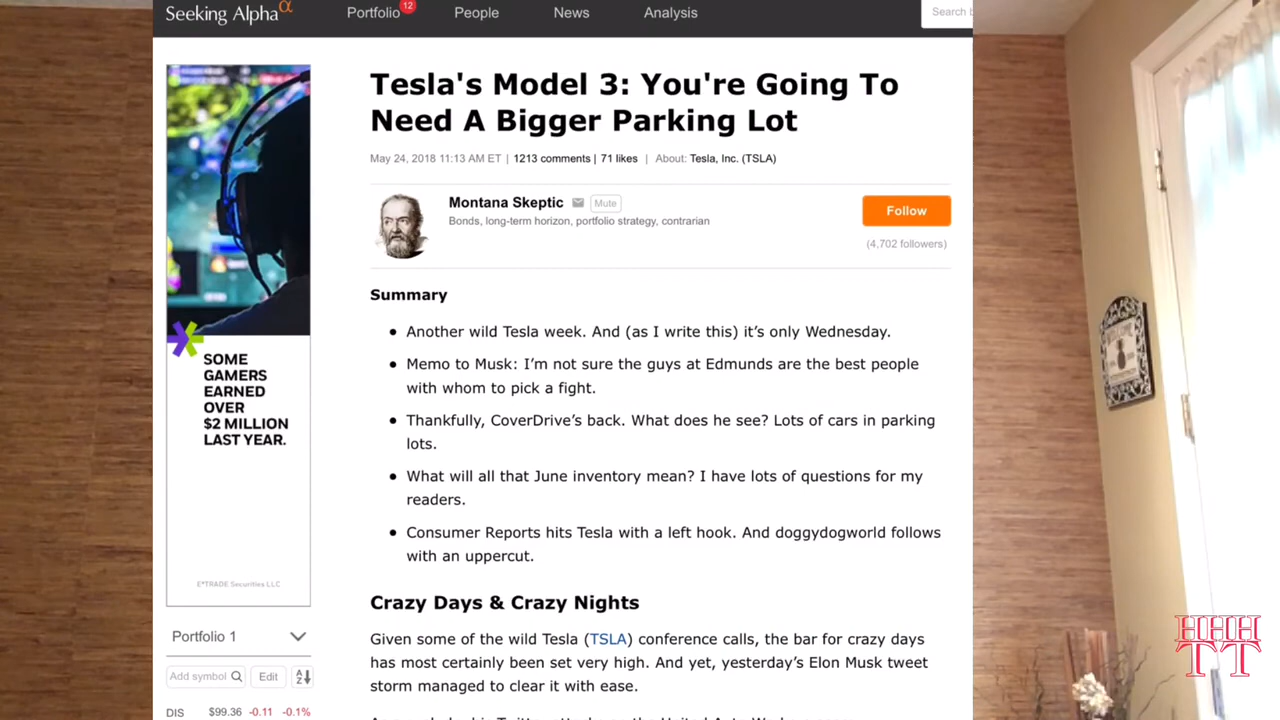 Seeking Alpha α
Portfolio 12 People News Analysis
Search
Tesla's Model 3: You're Going To
Need A Bigger Parking Lot
May 24, 2018 11:13 AM ET | 1213 comments | 71 likes | About: Tesla, Inc. (TSLA)
Montana Skeptic Mute
Bonds, long-term horizon, portfolio strategy, contrarian
Follow
(4,702 followers)
Summary
● Another wild Tesla week. And (as I write this) it’s only Wednesday.
● Memo to Musk: I’m not sure the guys at Edmunds are the best people
with whom to pick a fight.
● Thankfully, CoverDrive’s back. What does he see? Lots of cars in parking
lots.
● What will all that June inventory mean? I have lots of questions for my
readers.
● Consumer Reports hits Tesla with a left hook. And doggydogworld follows
with an uppercut.
Crazy Days & Crazy Nights
Given some of the wild Tesla (TSLA) conference calls, the bar for crazy days
has most certainly been set very high. And yet, yesterday’s Elon Musk tweet
storm managed to clear it with ease.
SOME
GAMERS
EARNED
OVER
$2 MILLION
LAST YEAR.
E*TRADE Securities LLC
Portfolio 1
Add symbol Edit A Z
DIS $99.36 -0.11 -0.1%
WELCOME
HHH
TT